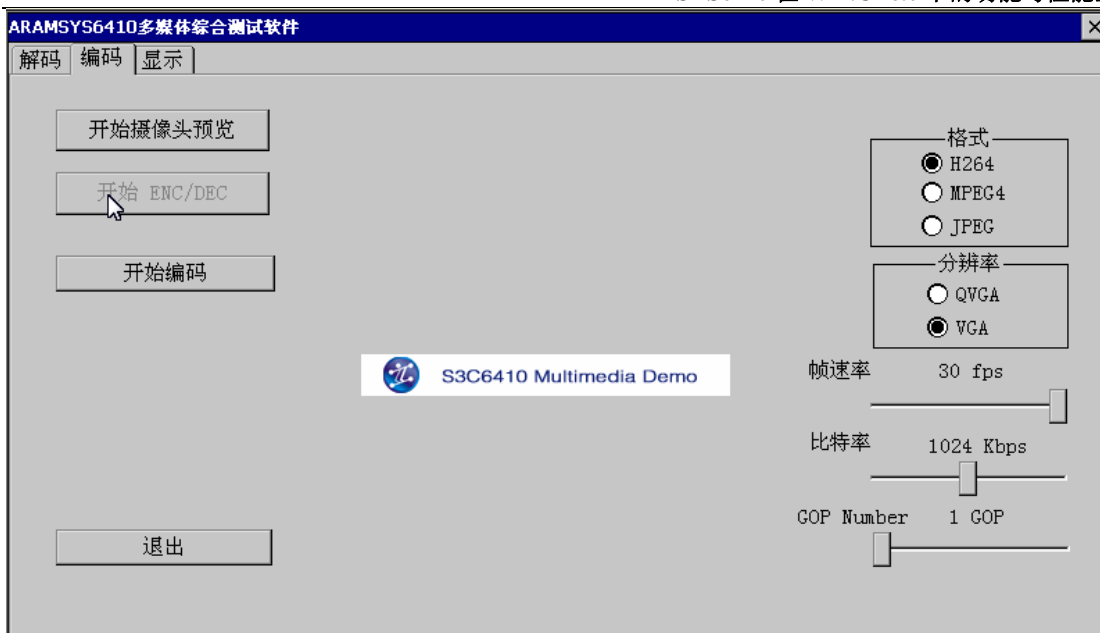 ARAMSYS6410多媒体综合测试软件
解码 编码 显示
开始摄像头预览
开始 ENC/DEC
开始编码
退出
S3C6410 Multimedia Demo
格式
H264
MPEG4
JPEG
分辨率
QVGA
VGA
帧速率 30 fps
比特率 1024 Kbps
GOP Number 1 GOP